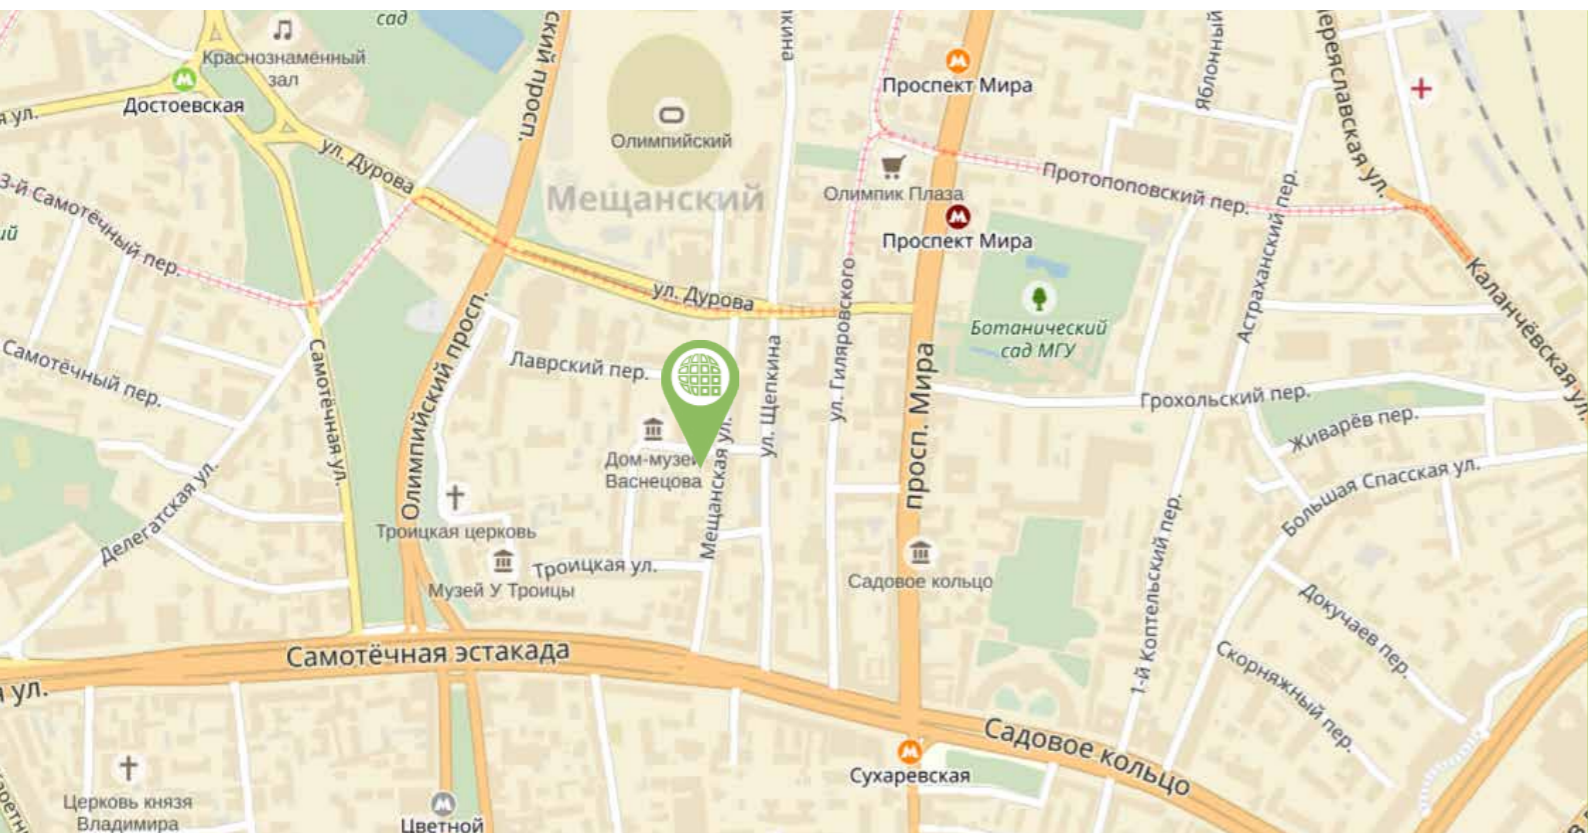 сад
ский просп.
Краснознамённый
зал
Достоевская
я ул.
ул. Дурова
Олимпийский
Мещанский
Проспект Мира
Яблонный
Переяславская ул.
Олимпик Плаза
Проспект Мира
Протопоповский пер.
3-й Самотёчный пер.
ий
Астраханский пер.
Каланчёвская ул.
ул. Дурова
ул. Гиляровского
Ботанический
сад МГУ
Самотёчный пер.
Самотёчная ул.
Олимпийский просп.
Лаврский пер.
ул. Щепкина
просп. Мира
Грохольский пер.
Живарёв пер.
Дом-музей
Васнецова
Мещанская ул.
Большая Спасская ул.
Делегатская ул.
Троицкая церковь
Троицкая ул.
Музей У Троицы
Садовое кольцо
1-й Коптельский пер.
Докучаев пер.
Скорняжный пер.
Самотёчная эстакада
я ул.
Садовое кольцо
Сухаревская
Церковь князя
Владимира
Цветной